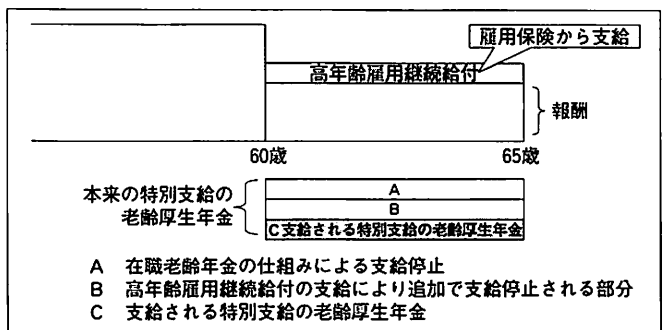 雇用保険から支給
高年齢雇用継続給付
報酬
60歳
65歳
本来の特別支給の
老齢厚生年金
A
B
C支給される特別支給の老齢厚生年金
A 在職老齢年金の仕組みによる支給停止
B 高年齢雇用継続給付の支給により追加で支給停止される部分
C 支給される特別支給の老齢厚生年金